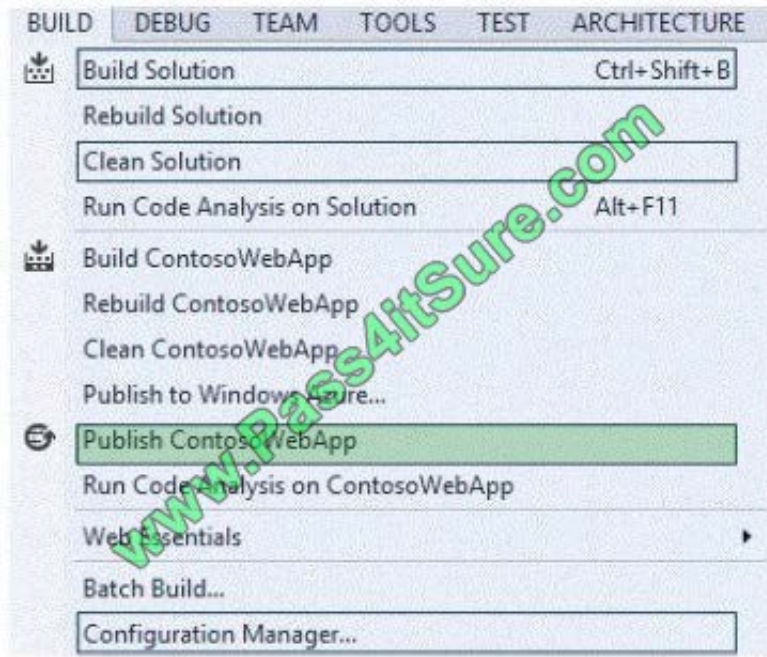 BUILD DEBUG TEAM TOOLS TEST ARCHITECTURE
Build Solution Ctrl+Shift+B
Rebuild Solution
Clean Solution
Run Code Analysis on Solution Alt+F11
Build ContosoWebApp
Rebuild ContosoWebApp
Clean ContosoWebApp
Publish to Windows Azure...
Publish ContosoWebApp
Run Code Analysis on ContosoWebApp
Web Essentials
Batch Build...
Configuration Manager...
www.Pass4itSure.com